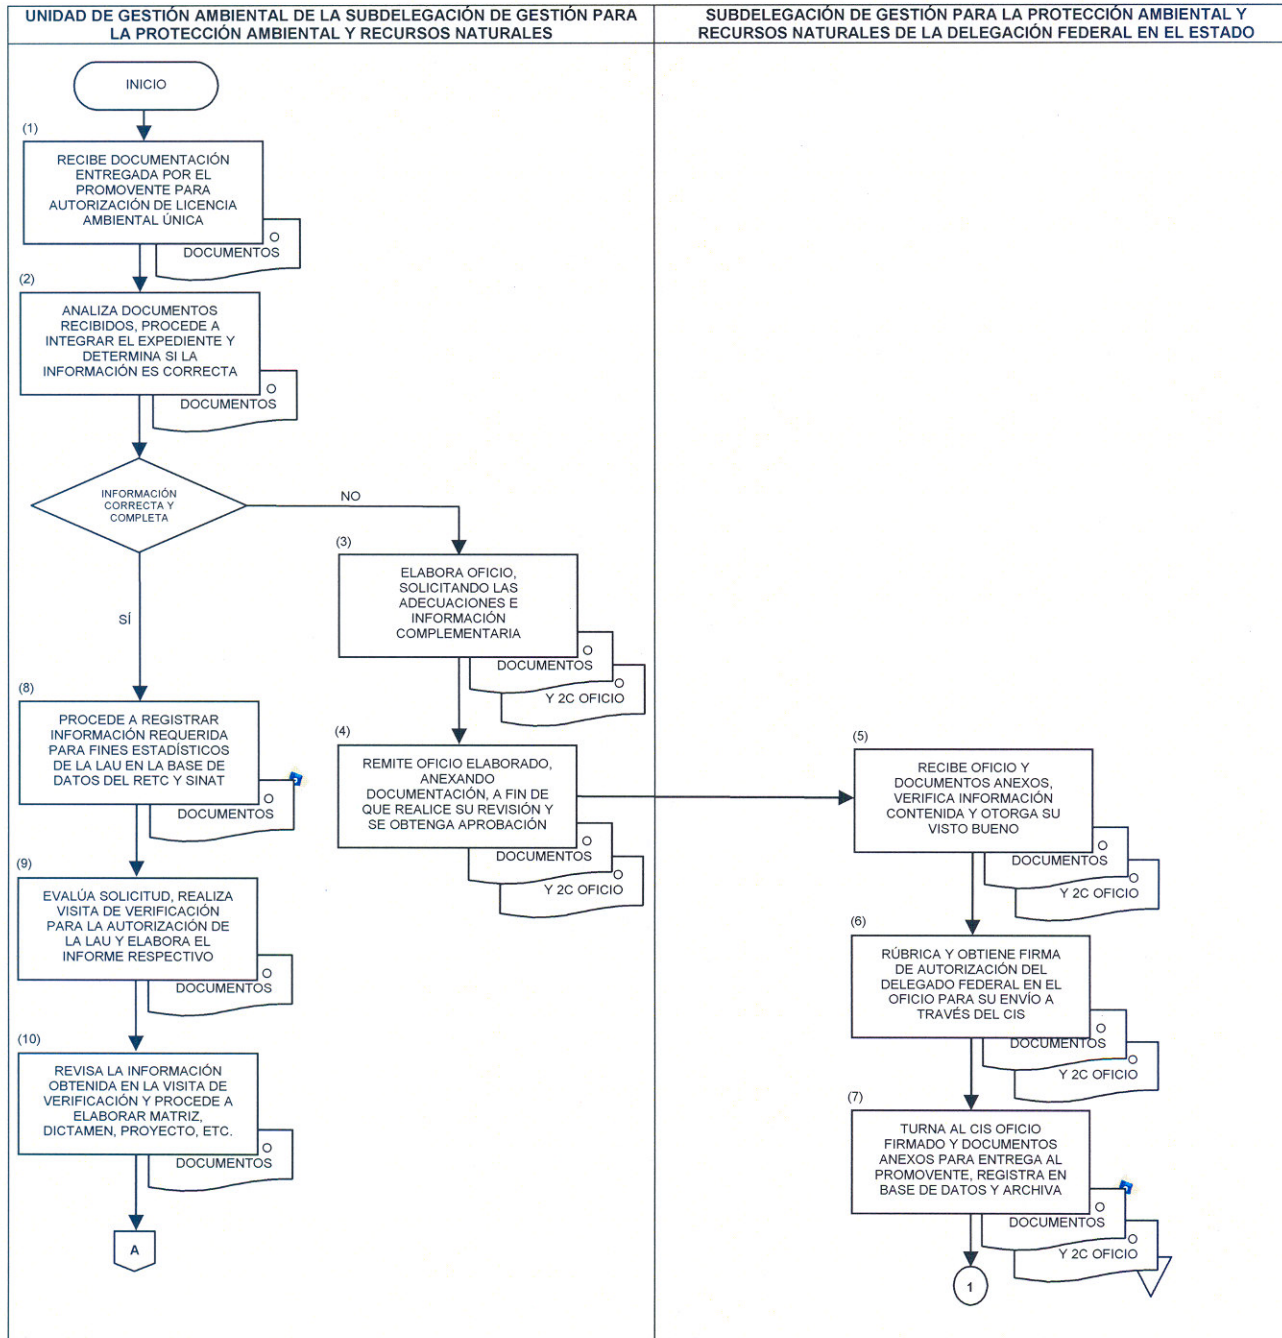 UNIDAD DE GESTIÓN AMBIENTAL DE LA SUBDELEGACIÓN DE GESTIÓN PARA
LA PROTECCIÓN AMBIENTAL Y RECURSOS NATURALES
SUBDELEGACIÓN DE GESTIÓN PARA LA PROTECCIÓN AMBIENTAL Y
RECURSOS NATURALES DE LA DELEGACIÓN FEDERAL EN EL ESTADO
INICIO
(1)
RECIBE DOCUMENTACIÓN
ENTREGADA POR EL
PROMOVENTE PARA
AUTORIZACIÓN DE LICENCIA
AMBIENTAL ÚNICA
O
DOCUMENTOS
(2)
ANALIZA DOCUMENTOS
RECIBIDOS, PROCEDE A
INTEGRAR EL EXPEDIENTE Y
DETERMINA SI LA
INFORMACIÓN ES CORRECTA
O
DOCUMENTOS
INFORMACIÓN
CORRECTA Y
COMPLETA
NO
SÍ
(3)
ELABORA OFICIO,
SOLICITANDO LAS
ADECUACIONES E
INFORMACIÓN
COMPLEMENTARIA
O
DOCUMENTOS
O
Y 2C OFICIO
(4)
REMITE OFICIO ELABORADO,
ANEXANDO
DOCUMENTACIÓN, A FIN DE
QUE REALICE SU REVISIÓN Y
SE OBTENGA APROBACIÓN
O
DOCUMENTOS
O
Y 2C OFICIO
(5)
RECIBE OFICIO Y
DOCUMENTOS ANEXOS,
VERIFICA INFORMACIÓN
CONTENIDA Y OTORGA SU
VISTO BUENO
O
DOCUMENTOS
O
Y 2C OFICIO
(6)
RÚBRICA Y OBTIENE FIRMA
DE AUTORIZACIÓN DEL
DELEGADO FEDERAL EN EL
OFICIO PARA SU ENVÍO A
TRAVÉS DEL CIS
O
DOCUMENTOS
O
Y 2C OFICIO
(7)
TURNA AL CIS OFICIO
FIRMADO Y DOCUMENTOS
ANEXOS PARA ENTREGA AL
PROMOVENTE, REGISTRA EN
BASE DE DATOS Y ARCHIVA
O
DOCUMENTOS
O
Y 2C OFICIO
1
(8)
PROCEDE A REGISTRAR
INFORMACIÓN REQUERIDA
PARA FINES ESTADÍSTICOS
DE LA LAU EN LA BASE DE
DATOS DEL RETC Y SINAT
O
DOCUMENTOS
(9)
EVALÚA SOLICITUD, REALIZA
VISITA DE VERIFICACIÓN
PARA LA AUTORIZACIÓN DE
LA LAU Y ELABORA EL
INFORME RESPECTIVO
O
DOCUMENTOS
(10)
REVISA LA INFORMACIÓN
OBTENIDA EN LA VISITA DE
VERIFICACIÓN Y PROCEDE A
ELABORAR MATRIZ,
DICTAMEN, PROYECTO, ETC.
O
DOCUMENTOS
A